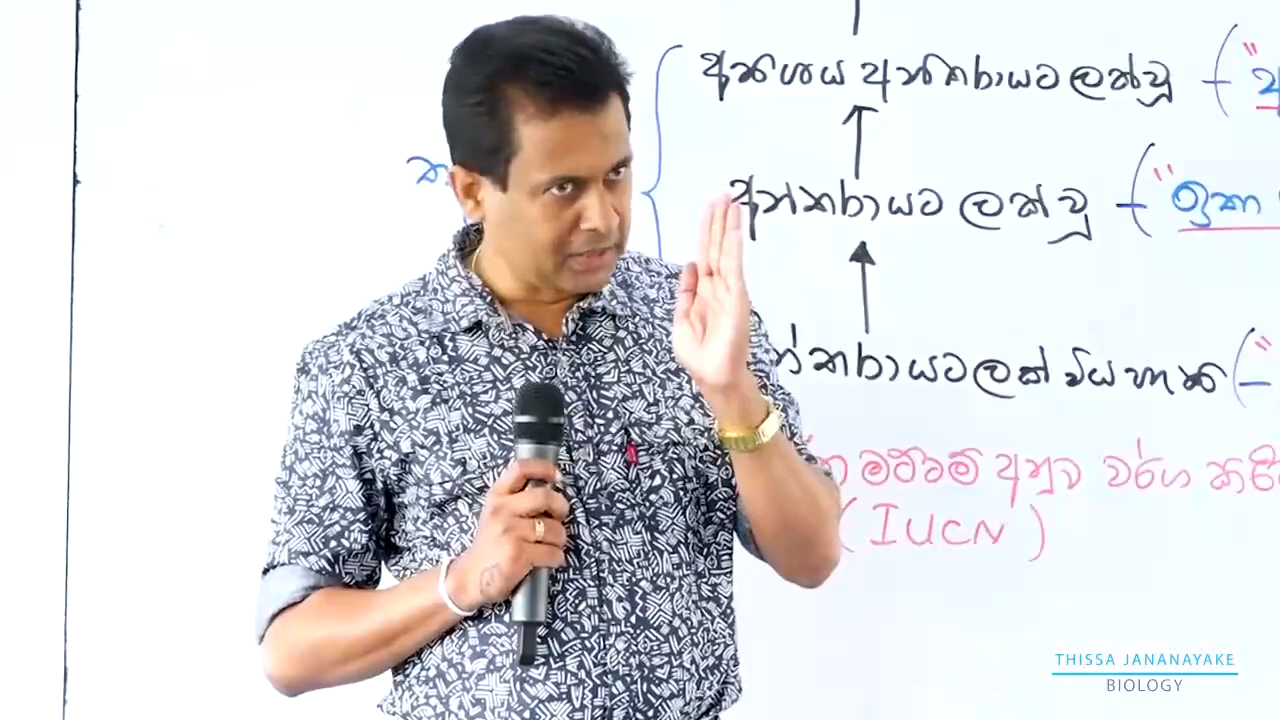 අතිශය අන්තරායට ලක්වූ – ("
අන්තරායට ලක් වූ – ("ඉතා
න්තරායට ලක් විය හැකි (– "
මට්ටම් අනුව වර්ග
(IUCN)
THISSA JANANAYAKE
BIOLOGY